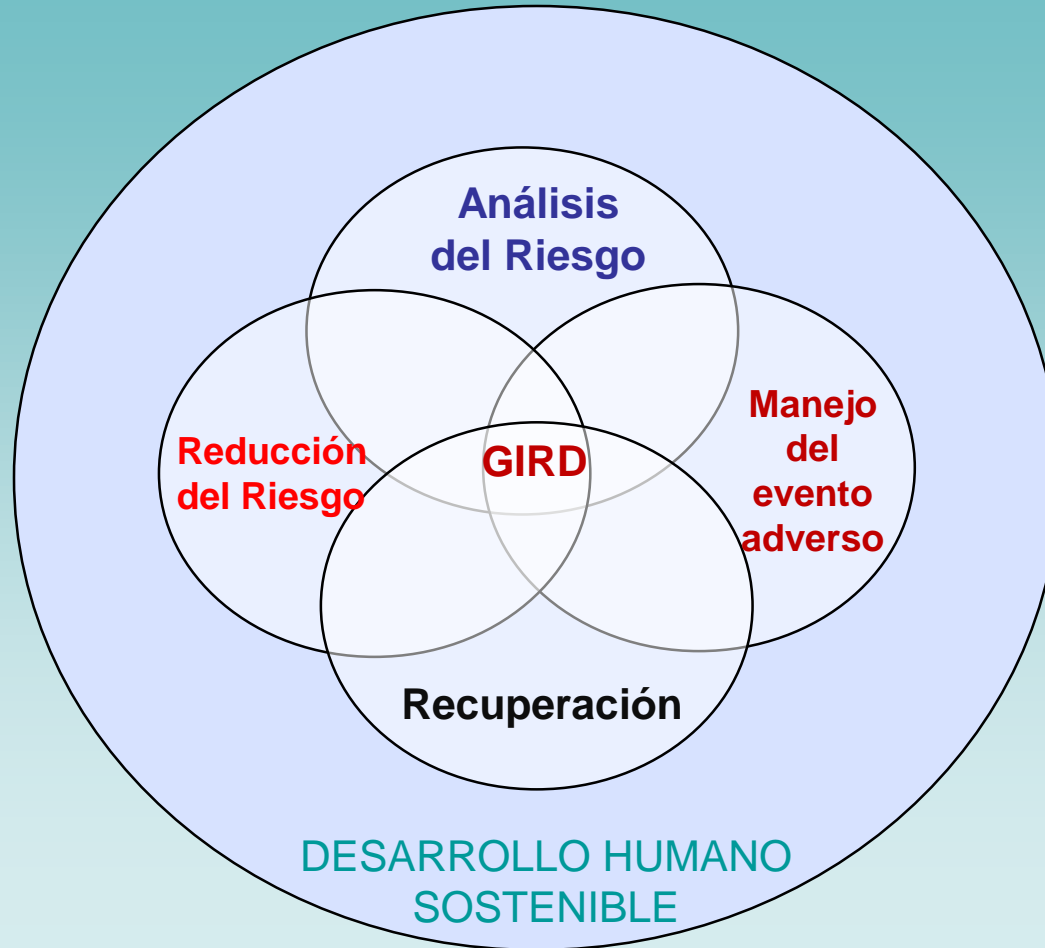 Análisis
del Riesgo
Reducción
del Riesgo
GIRD
Manejo
del
evento
adverso
Recuperación
DESARROLLO HUMANO
SOSTENIBLE